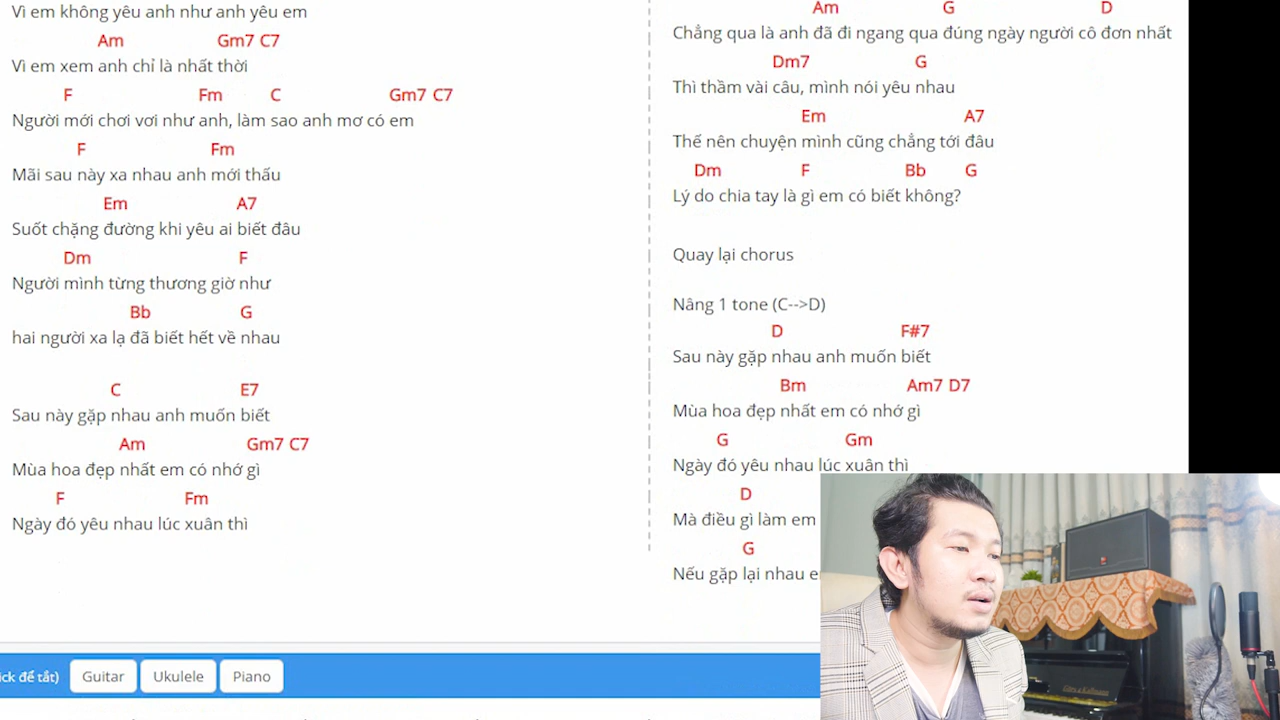 Vì em không yêu anh như anh yêu em
Am Gm7 C7
Vì em xem anh chỉ là nhất thời
F Fm C Gm7 C7
Người mới chơi vơi như anh, làm sao anh mơ có em
F Fm
Mãi sau này xa nhau anh mới thấu
Em A7
Suốt chặng đường khi yêu ai biết đâu
Dm F
Người mình từng thương giờ như
Bb G
hai người xa lạ đã biết hết về nhau
C E7
Sau này gặp nhau anh muốn biết
Am Gm7 C7
Mùa hoa đẹp nhất em có nhớ gì
F Fm
Ngày đó yêu nhau lúc xuân thì
Am G D
Chẳng qua là anh đã đi ngang qua đúng ngày người cô đơn nhất
Dm7 G
Thì thầm vài câu, mình nói yêu nhau
Em A7
Thế nên chuyện mình cũng chẳng tới đâu
Dm F Bb G
Lý do chia tay là gì em có biết không?
Quay lại chorus
Nâng 1 tone (C-->D)
D F#7
Sau này gặp nhau anh muốn biết
Bm Am7 D7
Mùa hoa đẹp nhất em có nhớ gì
G Gm
Ngày đó yêu nhau lúc xuân thì
D
Mà điều gì làm em
G
Nếu gặp lại nhau e
ick để tắt) Guitar Ukulele Piano